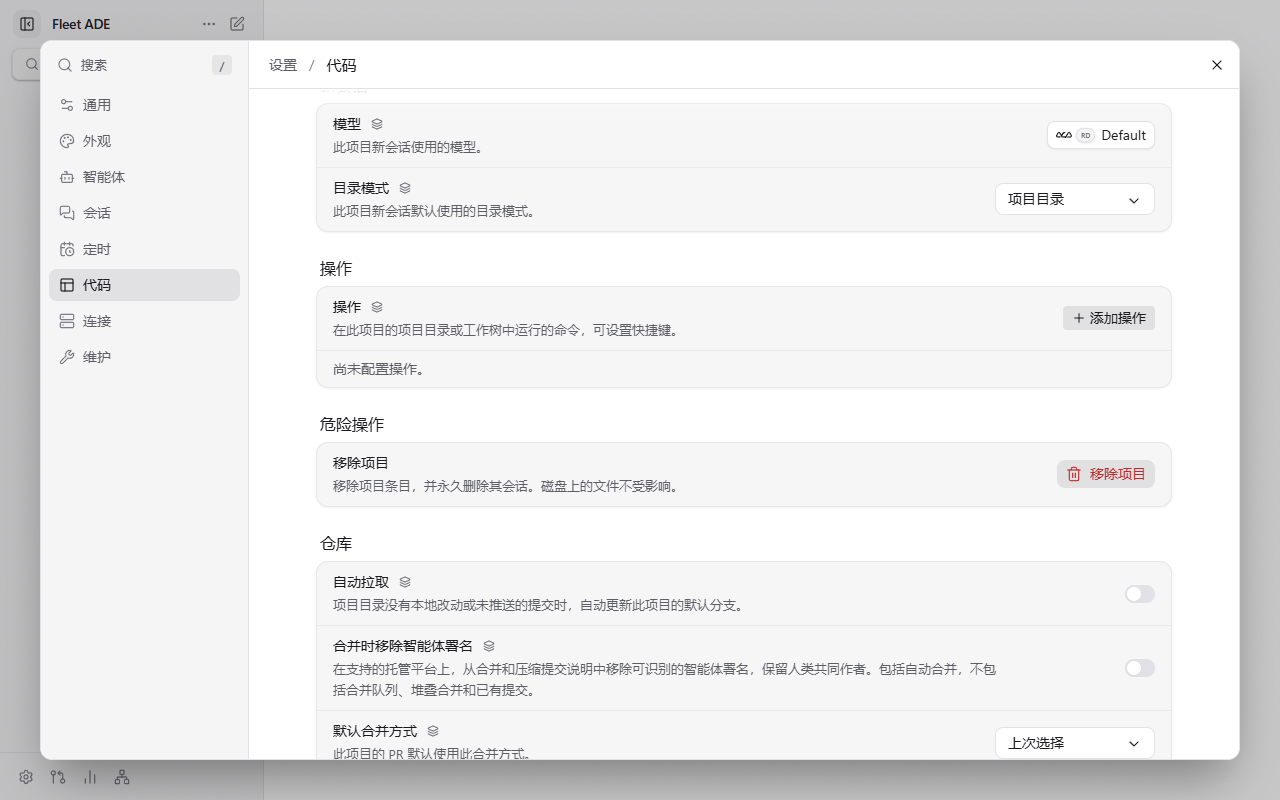 Fleet ADE
搜索
/
通用
外观
智能体
会话
定时
代码
连接
维护
设置 / 代码
模型
此项目新会话使用的模型。
RD Default
目录模式
此项目新会话默认使用的目录模式。
项目目录
操作
操作
在此项目的项目目录或工作树中运行的命令，可设置快捷键。
添加操作
尚未配置操作。
危险操作
移除项目
移除项目条目，并永久删除其会话。磁盘上的文件不受影响。
移除项目
仓库
自动拉取
项目目录没有本地改动或未推送的提交时，自动更新此项目的默认分支。
合并时移除智能体署名
在支持的托管平台上，从合并和压缩提交说明中移除可识别的智能体署名，保留人类共同作者。包括自动合并，不包
括合并队列、堆叠合并和已有提交。
默认合并方式
此项目的 PR 默认使用此合并方式。
上次选择